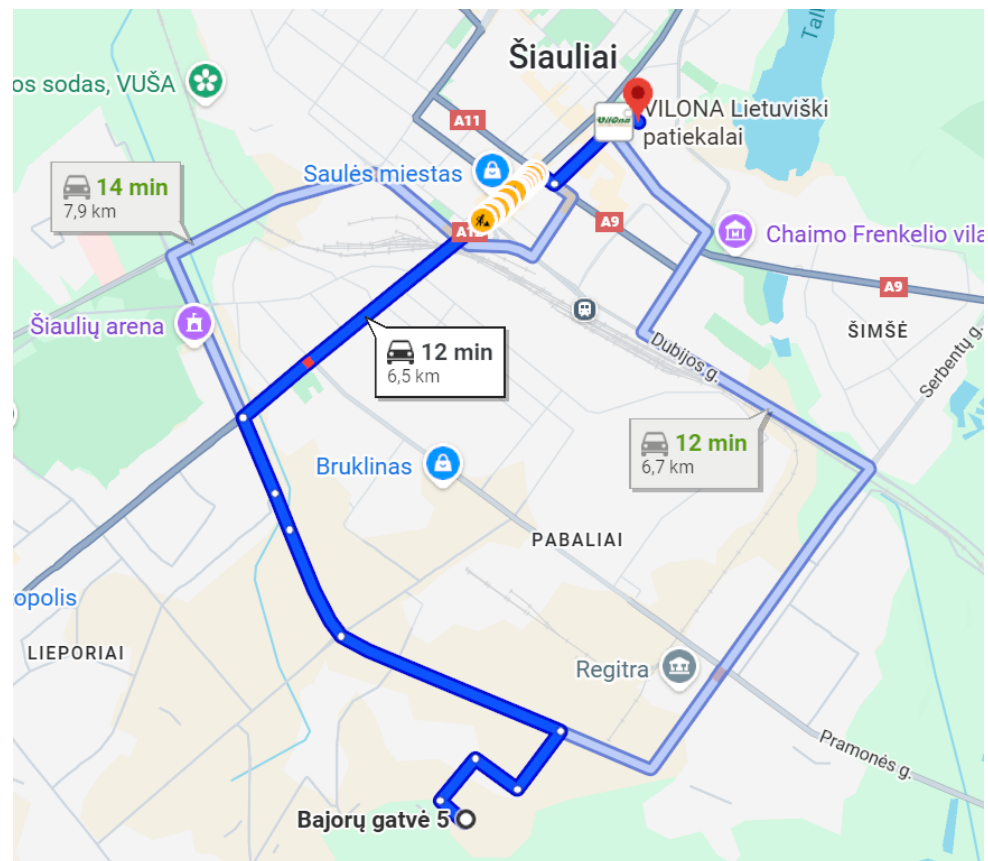 Šiauliai
os sodas, VUŠA
VILONA Lietuviški
patiekalai
Vilona
A11
Saulės miestas
14 min
7,9 km
A9
Chaimo Frenkelio vila
A9
Šiaulių arena
12 min
6,5 km
ŠIMŠĖ
Dubijos g.
Serbentų g.
12 min
6,7 km
Bruklinas
PABALIAI
opolis
LIEPORIAI
Regitra
Pramonės g.
Bajorų gatvė 5